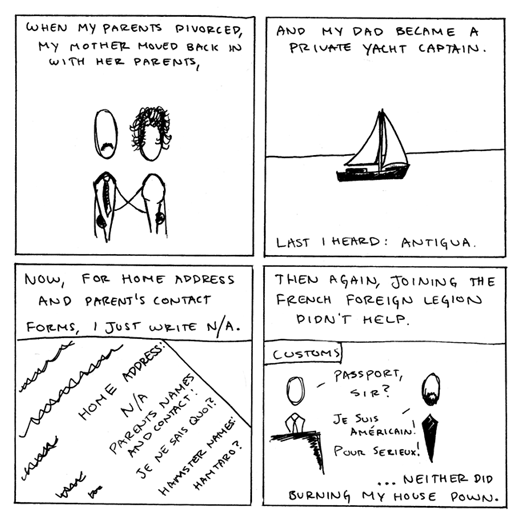 WHEN MY PARENTS DIVORCED,
MY MOTHER MOVED BACK IN
WITH HER PARENTS,
AND MY DAD BECAME A
PRIVATE YACHT CAPTAIN.
LAST I HEARD: ANTIGUA.
NOW, FOR HOME ADDRESS
AND PARENT'S CONTACT
FORMS, I JUST WRITE N/A.
HOME ADDRESS:
N/A
PARENTS NAMES
AND CONTACT:
JE NE SAIS QUOI?
HAMSTER NAMES:
HAMTARO?
THEN AGAIN, JOINING THE
FRENCH FOREIGN LEGION
DIDN'T HELP.
CUSTOMS
PASSPORT,
SIR?
JE SUIS
AMÉRICAIN!
POUR SERIEUX!
... NEITHER DID
BURNING MY HOUSE DOWN.